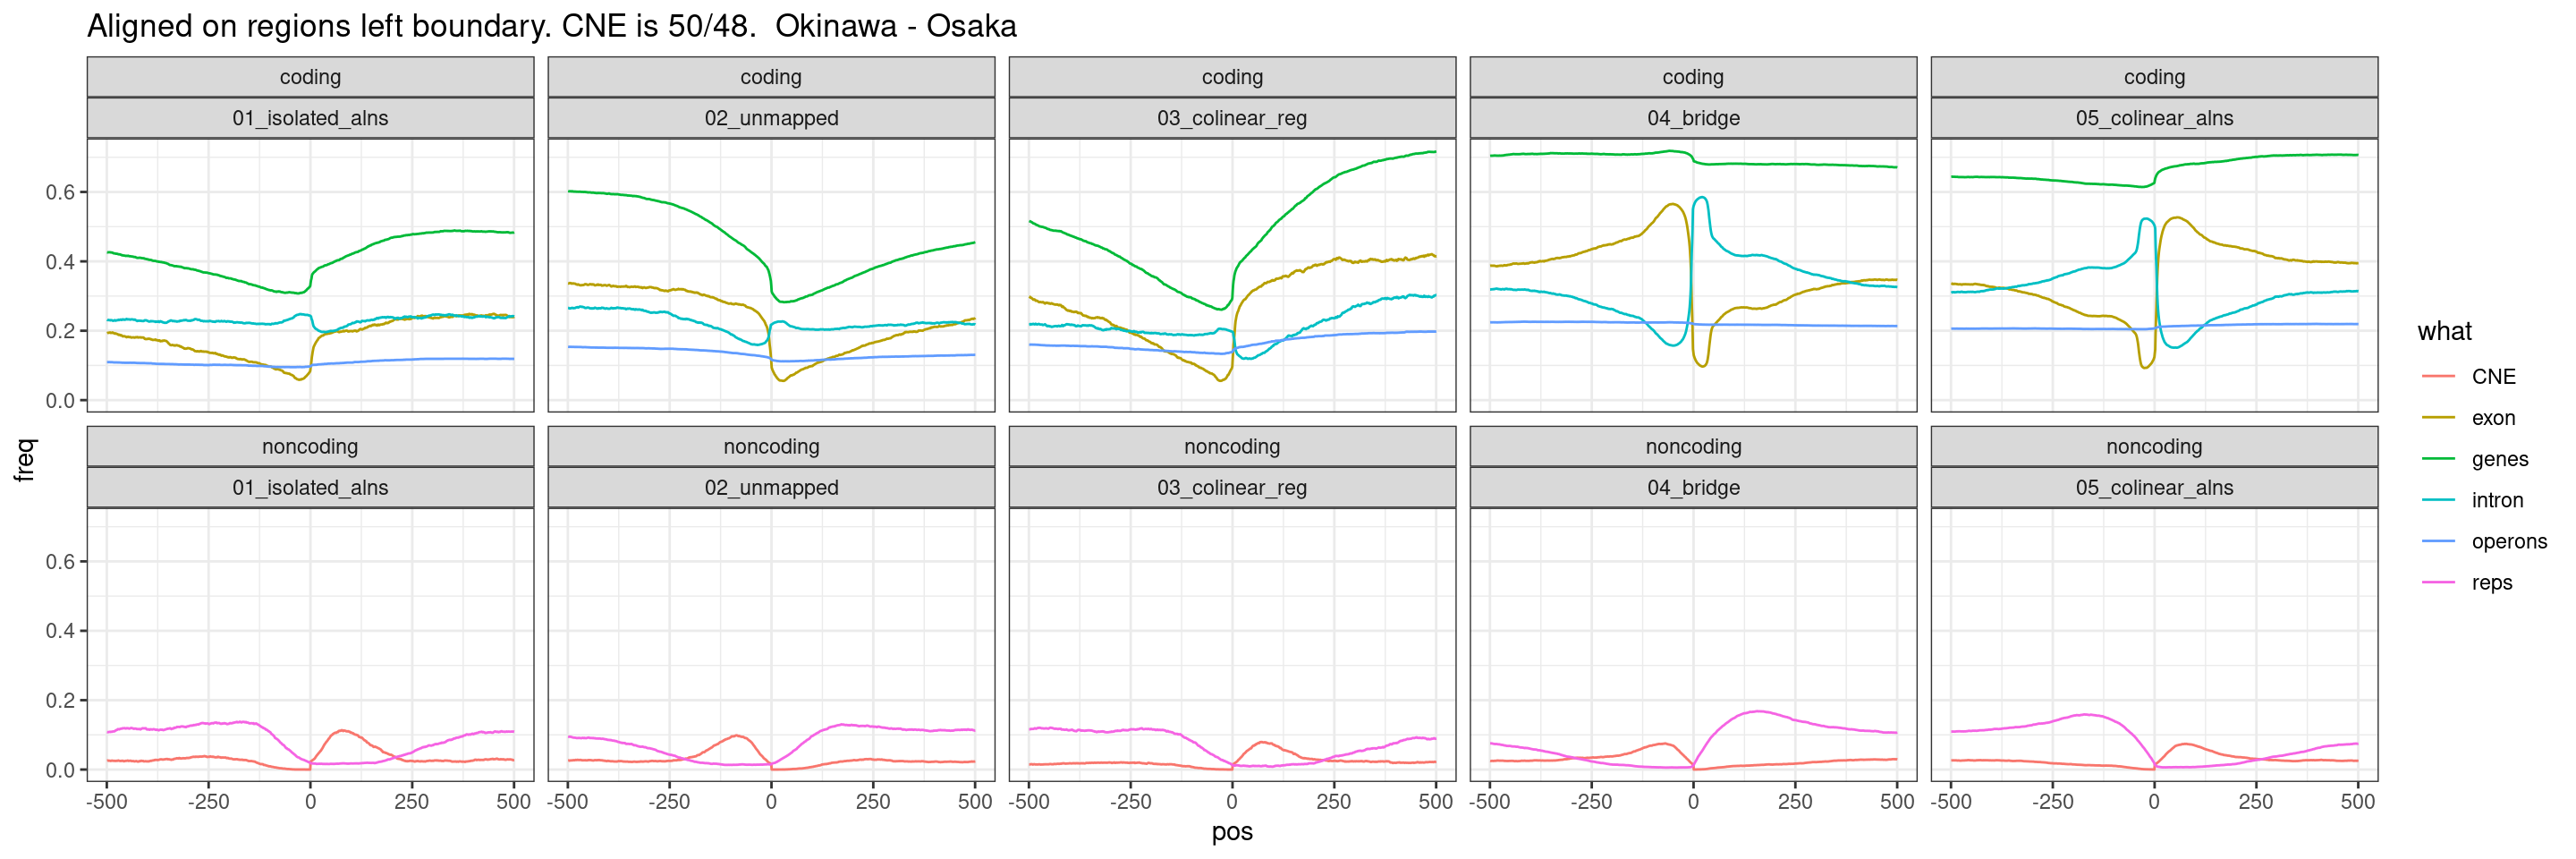 Aligned on regions left boundary. CNE is 50/48.  Okinawa - Osaka
coding coding coding coding coding
01_isolated_alns 02_unmapped 03_colinear_reg 04_bridge 05_colinear_alns
0.6
0.4
0.2
0.0
noncoding noncoding noncoding noncoding noncoding
01_isolated_alns 02_unmapped 03_colinear_reg 04_bridge 05_colinear_alns
0.6
0.4
0.2
0.0
-500 -250 0 250 500 -500 -250 0 250 500 -500 -250 0 250 500 -500 -250 0 250 500 -500 -250 0 250 500
pos
freq
what
CNE
exon
genes
intron
operons
reps